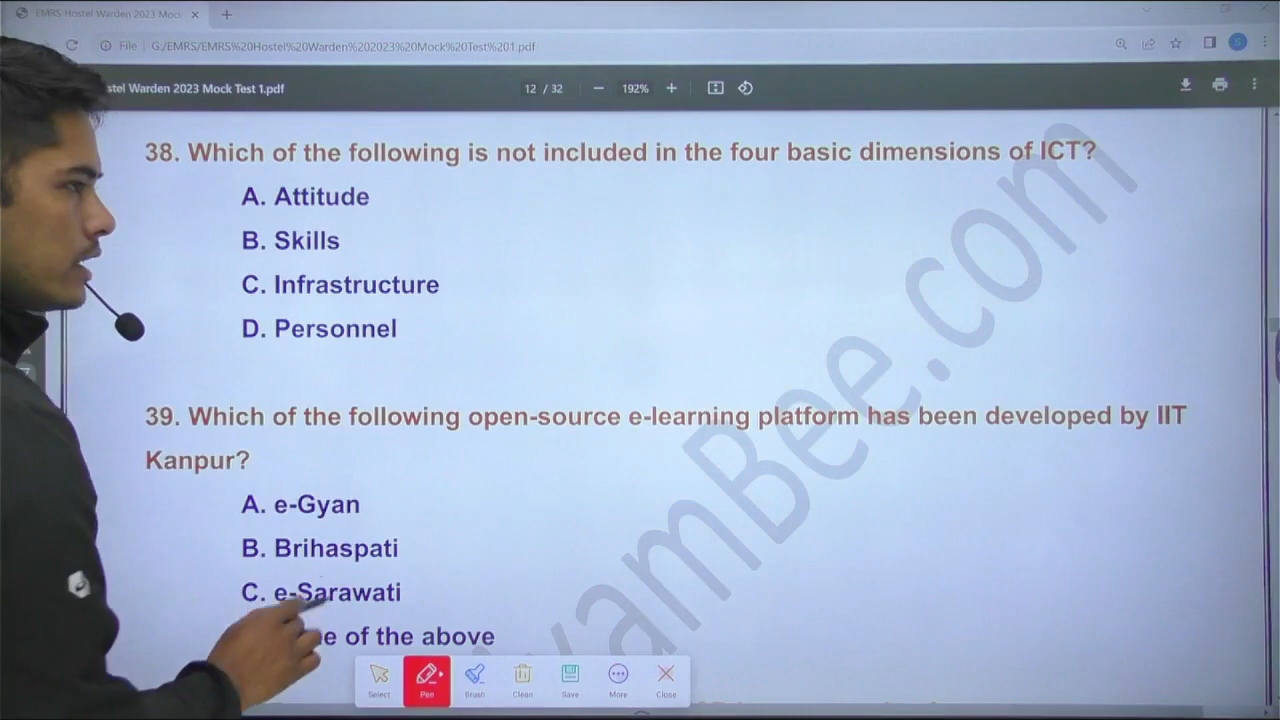 EMRS Hostel Warden 2023 Moc
File G:/EMRS/EMRS%20Hostel%20Warden%202023%20Mock%20Test%201.pdf
S
stel Warden 2023 Mock Test 1.pdf 12 / 32 192%
38. Which of the following is not included in the four basic dimensions of ICT?
A. Attitude
B. Skills
C. Infrastructure
D. Personnel
39. Which of the following open-source e-learning platform has been developed by IIT
Kanpur?
A. e-Gyan
B. Brihaspati
C. e-Sarawati
e of the above
xamBee.com
Select Pen Brush Clean Save More Close